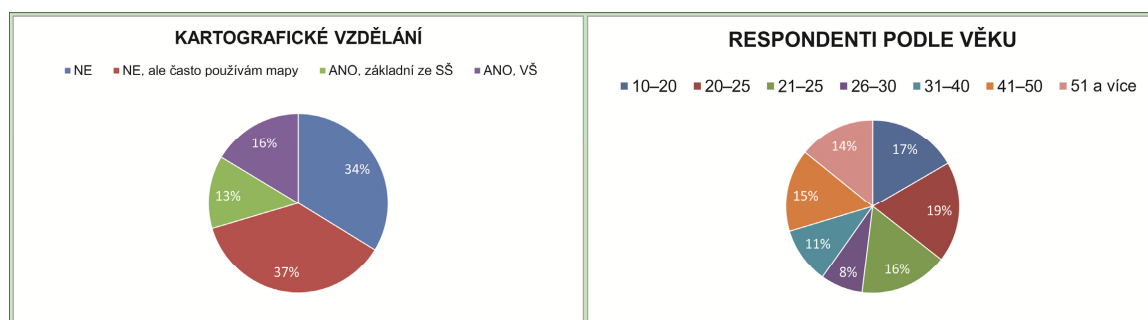 KARTOGRAFICKÉ VZDĚLÁNÍ
NE NE, ale často používám mapy ANO, základní ze SŠ ANO, VŠ
16%
34%
13%
37%
RESPONDENTI PODLE VĚKU
10–20 20–25 21–25 26–30 31–40 41–50 51 a více
14%
17%
15%
19%
11%
8%
16%